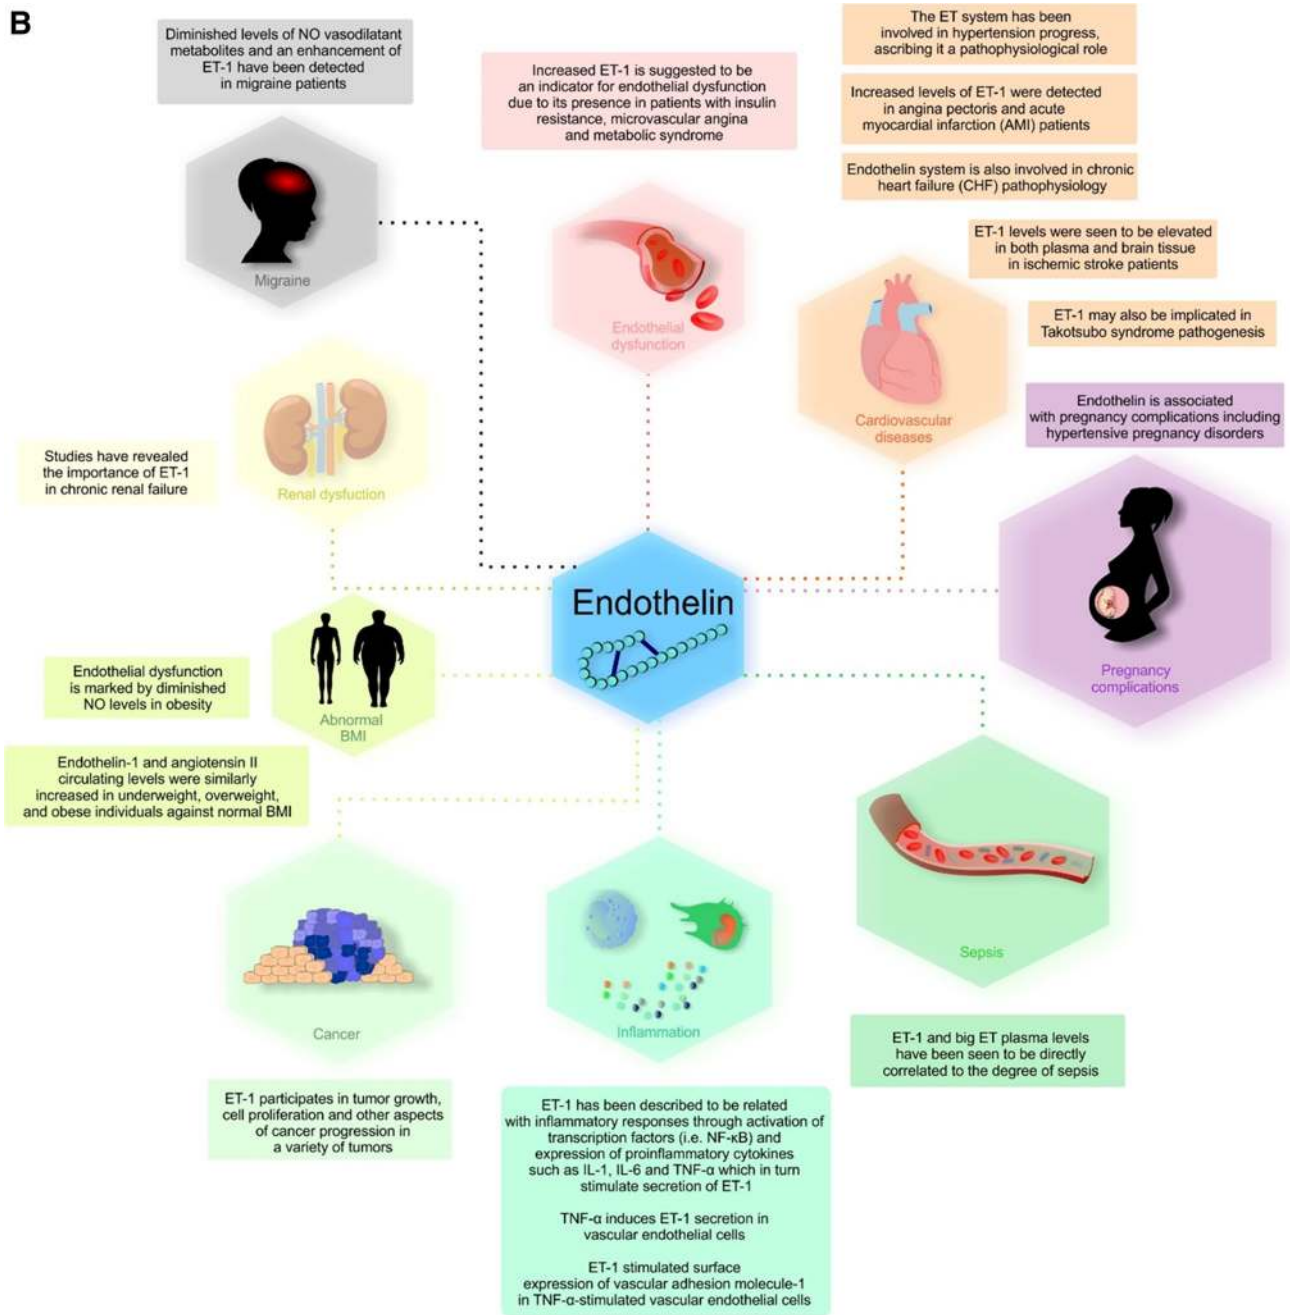 B
Diminished levels of NO vasodilatant
metabolites and an enhancement of
ET-1 have been detected
in migraine patients
Migraine
Increased ET-1 is suggested to be
an indicator for endothelial dysfunction
due to its presence in patients with insulin
resistance, microvascular angina
and metabolic syndrome
Endothelial
dysfunction
The ET system has been
involved in hypertension progress,
ascribing it a pathophysiological role
Increased levels of ET-1 were detected
in angina pectoris and acute
myocardial infarction (AMI) patients
Endothelin system is also involved in chronic
heart failure (CHF) pathophysiology
ET-1 levels were seen to be elevated
in both plasma and brain tissue
in ischemic stroke patients
ET-1 may also be implicated in
Takotsubo syndrome pathogenesis
Cardiovascular
diseases
Endothelin is associated
with pregnancy complications including
hypertensive pregnancy disorders
Pregnancy
complications
Studies have revealed
the importance of ET-1
in chronic renal failure
Renal dysfuction
Endothelin
Endothelial dysfunction
is marked by diminished
NO levels in obesity
Abnormal
BMI
Endothelin-1 and angiotensin II
circulating levels were similarly
increased in underweight, overweight,
and obese individuals against normal BMI
Cancer
ET-1 participates in tumor growth,
cell proliferation and other aspects
of cancer progression in
a variety of tumors
Inflammation
ET-1 has been described to be related
with inflammatory responses through activation of
transcription factors (i.e. NF-κB) and
expression of proinflammatory cytokines
such as IL-1, IL-6 and TNF-α which in turn
stimulate secretion of ET-1
TNF-α induces ET-1 secretion in
vascular endothelial cells
ET-1 stimulated surface
expression of vascular adhesion molecule-1
in TNF-α-stimulated vascular endothelial cells
Sepsis
ET-1 and big ET plasma levels
have been seen to be directly
correlated to the degree of sepsis